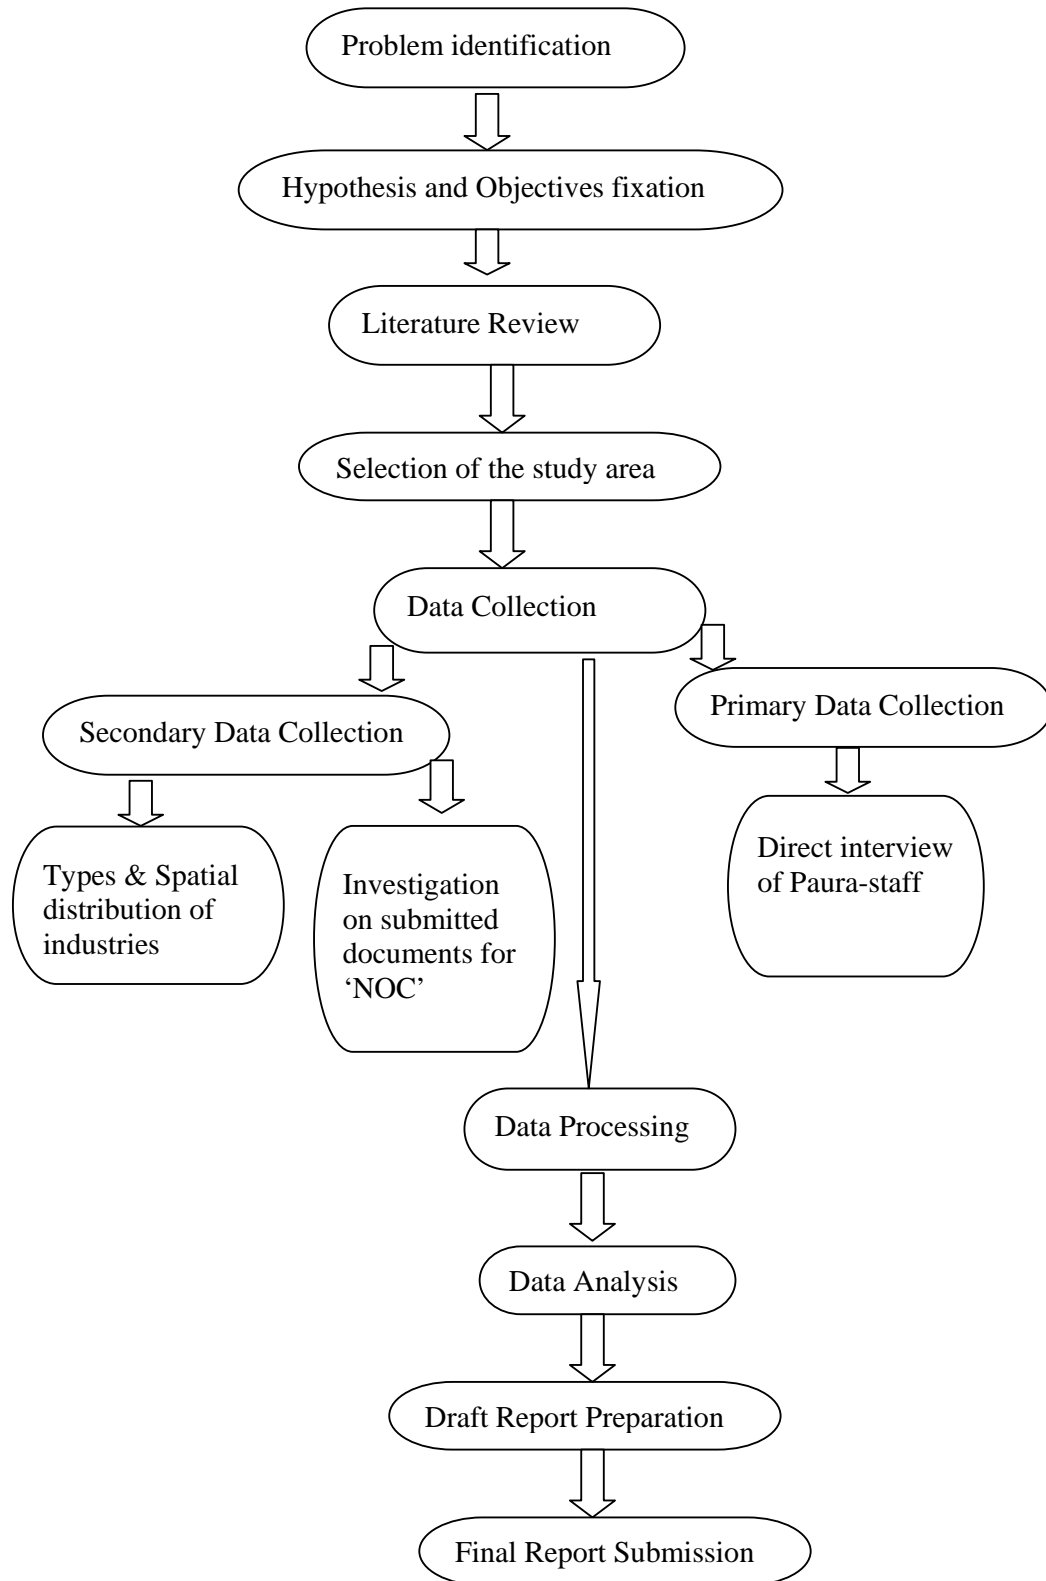 Problem identification
Hypothesis and Objectives fixation
Literature Review
Selection of the study area
Data Collection
Secondary Data Collection
Primary Data Collection
Types & Spatial
distribution of
industries
Investigation
on submitted
documents for
‘NOC’
Direct interview
of Paura-staff
Data Processing
Data Analysis
Draft Report Preparation
Final Report Submission